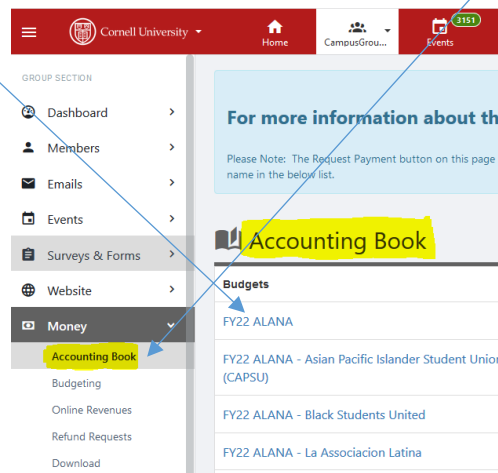 Cornell University
Home
CampusGrou...
3151
Events
GROUP SECTION
Dashboard
Members
Emails
Events
Surveys & Forms
Website
Money
Accounting Book
Budgeting
Online Revenues
Refund Requests
Download
For more information about th
Please Note: The Request Payment button on this page
name in the below list.
Accounting Book
Budgets
FY22 ALANA
FY22 ALANA - Asian Pacific Islander Student Union
(CAPSU)
FY22 ALANA - Black Students United
FY22 ALANA - La Associacion Latina